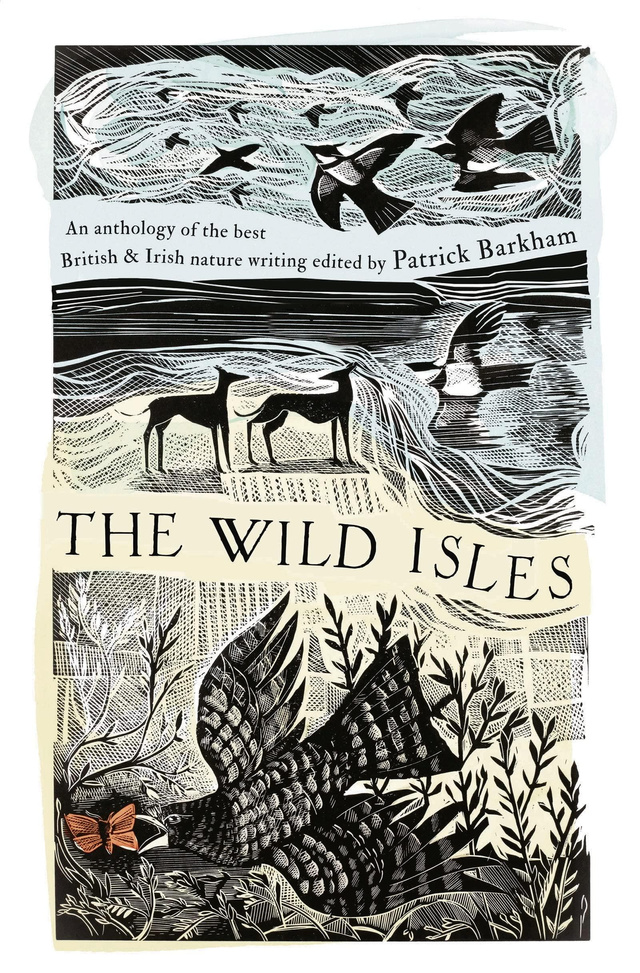 An anthology of the best
British & Irish nature writing edited by Patrick Barkham
THE WILD ISLES